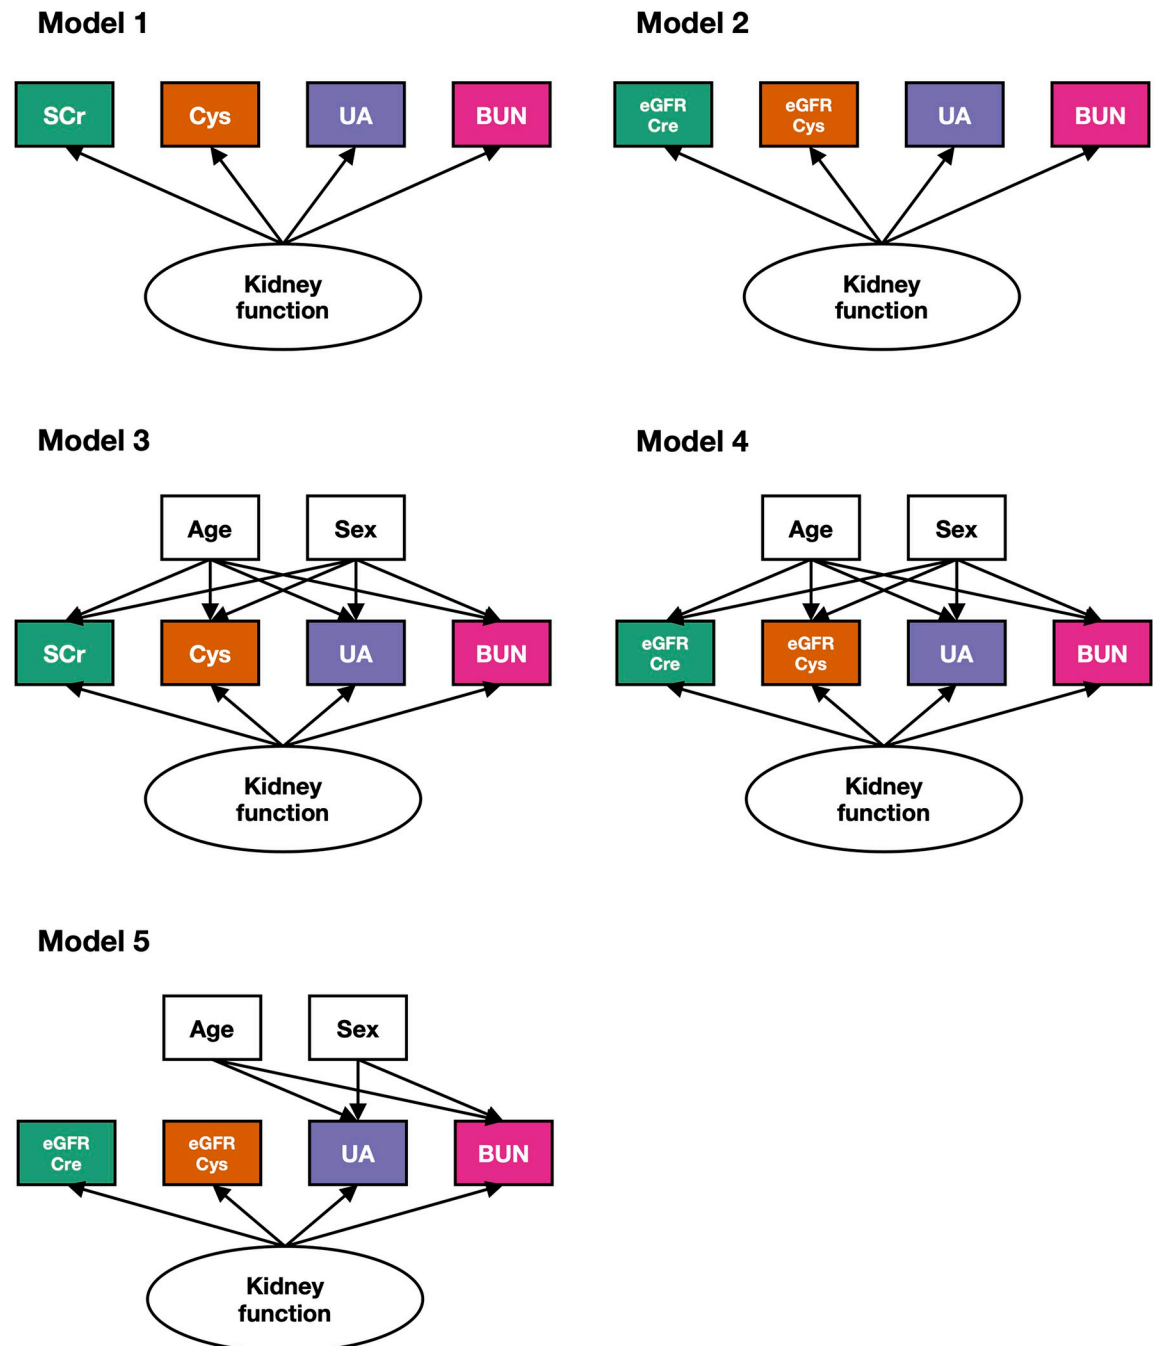 Model 1
SCr
Cys
UA
BUN
Kidney
function
Model 2
eGFR
Cre
eGFR
Cys
UA
BUN
Kidney
function
Model 3
Age
Sex
SCr
Cys
UA
BUN
Kidney
function
Model 4
Age
Sex
eGFR
Cre
eGFR
Cys
UA
BUN
Kidney
function
Model 5
Age
Sex
eGFR
Cre
eGFR
Cys
UA
BUN
Kidney
function